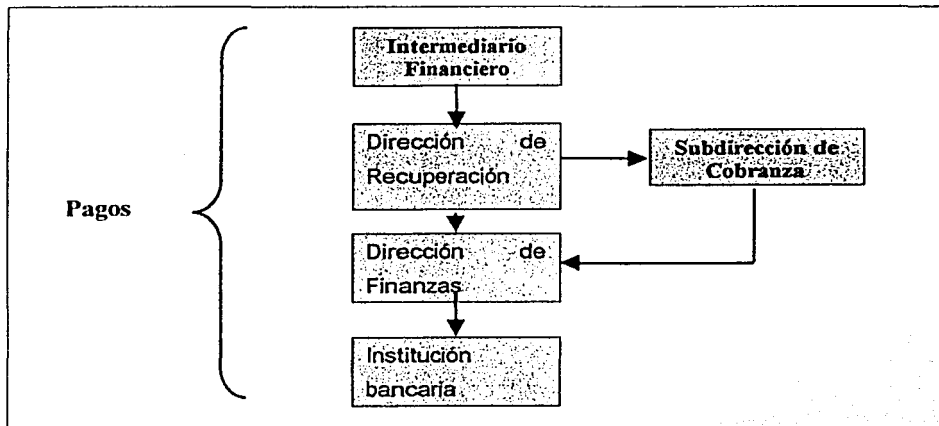 Intermediario
Financiero
Dirección de
Recuperación
Subdirección de
Cobranza
Pagos
Dirección de
Finanzas
Institución
bancaria